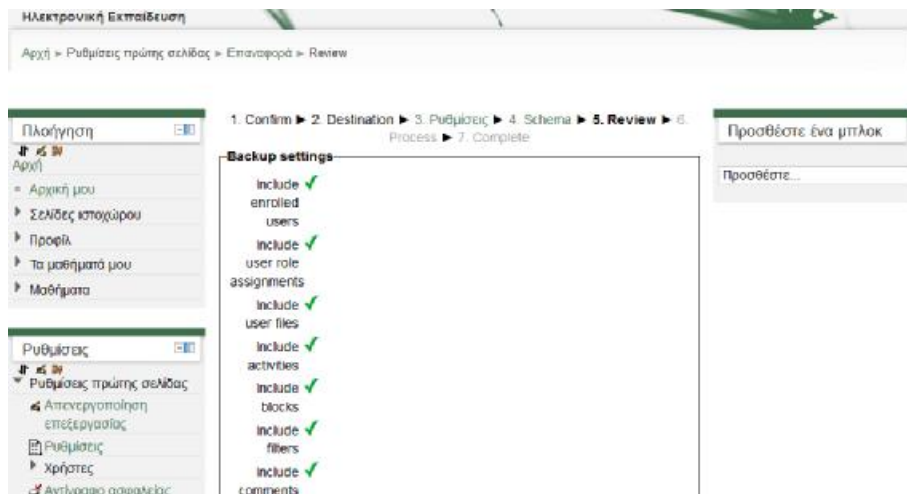 Ηλεκτρονική Εκπαίδευση
Αρχή ► Ρυθμίσεις πρώτης σελίδας ► Επαναφορά ► Review
Πλοήγηση
Αρχή
Αρχική μου
Σελίδες ιστοχώρου
Προφίλ
Τα μαθήματά μου
Μαθήματα
Ρυθμίσεις
Ρυθμίσεις πρώτης σελίδας
Απενεργοποίηση
επεξεργασίας
Ρυθμίσεις
Χρήστες
Αντίγραφο ασφαλείας
1. Confirm ► 2. Destination ► 3. Ρυθμίσεις ► 4. Schema ► 5. Review ► 6.
Process ► 7. Complete
Backup settings
Include
enrolled
users
Include
user role
assignments
Include
user files
Include
activities
Include
blocks
Include
filters
Include
comments
Προσθέστε ένα μπλοκ
Προσθέστε...